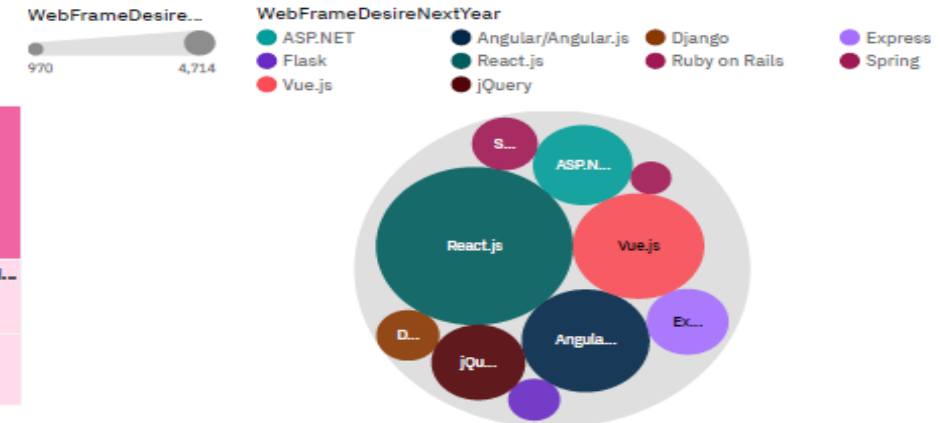 WebFrameDesire...
970 4,714
WebFrameDesireNextYear
ASP.NET Angular/Angular.js Django Express
Flask React.js Ruby on Rails Spring
Vue.js jQuery
S...
ASP.N...
React.js
Vue.js
Ex...
D...
jQu...
Angula...